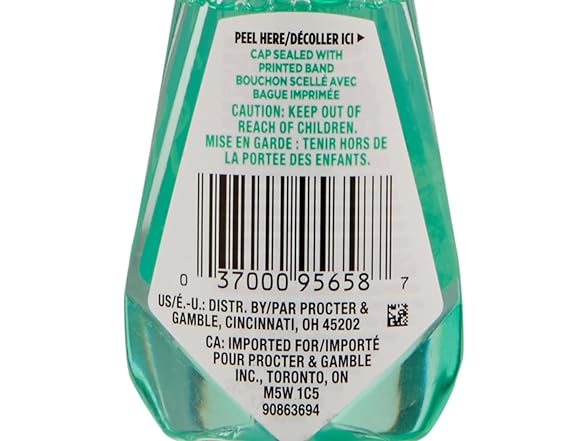 PEEL HERE/DÉCOLLER ICI ►
CAP SEALED WITH
PRINTED BAND
BOUCHON SCELLÉ AVEC
BAGUE IMPRIMÉE
CAUTION: KEEP OUT OF
REACH OF CHILDREN.
MISE EN GARDE : TENIR HORS DE
LA PORTÉE DES ENFANTS.
0 37000 95658 7
US/É.-U.: DISTR. BY/PAR PROCTER &
GAMBLE, CINCINNATI, OH 45202
CA: IMPORTED FOR/IMPORTÉ
POUR PROCTER & GAMBLE
INC., TORONTO, ON
M5W 1C5
90863694